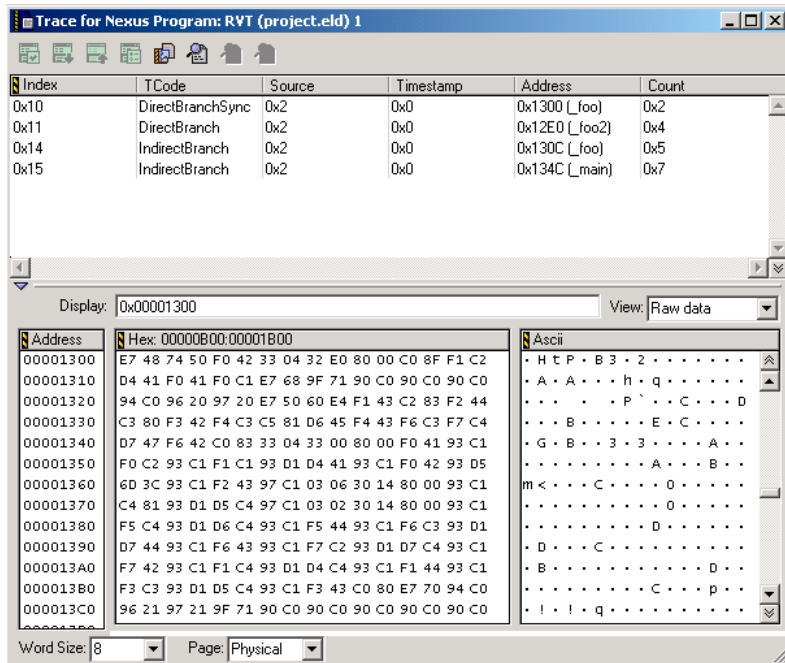 Trace for Nexus Program: RVT (project.eld) 1
Index TCode Source Timestamp Address Count
0x10 DirectBranchSync 0x2 0x0 0x1300 (_foo) 0x2
0x11 DirectBranch 0x2 0x0 0x12E0 (_foo2) 0x4
0x14 IndirectBranch 0x2 0x0 0x130C (_foo) 0x5
0x15 IndirectBranch 0x2 0x0 0x134C (_main) 0x7
Display: 0x00001300 View: Raw data
Address Hex: 00000B00:00001B00 Ascii
00001300 E7 48 74 50 F0 42 33 04 32 E0 80 00 C0 8F F1 C2 · H t P · B 3 · 2 · · · · · · ·
00001310 D4 41 F0 41 F0 C1 E7 68 9F 71 90 C0 90 C0 90 C0 · A · A · · · h · q · · · · · ·
00001320 94 C0 96 20 97 20 E7 50 60 E4 F1 43 C2 83 F2 44 · · · · · · P ` · · C · · · D
00001330 C3 80 F3 42 F4 C3 C5 81 D6 45 F4 43 F6 C3 F7 C4 · · · B · · · · · E · C · · · ·
00001340 D7 47 F6 42 C0 83 33 04 33 00 80 00 F0 41 93 C1 · G · B · · 3 · 3 · · · · A · ·
00001350 F0 C2 93 C1 F1 C1 93 D1 D4 41 93 C1 F0 42 93 D5 · · · · · · · · · A · · · B · ·
00001360 6D 3C 93 C1 F2 43 97 C1 03 06 30 14 80 00 93 C1 m < · · · C · · · · 0 · · · · ·
00001370 C4 81 93 D1 D5 C4 97 C1 03 02 30 14 80 00 93 C1 · · · · · · · · · · 0 · · · · ·
00001380 F5 C4 93 D1 D6 C4 93 C1 F5 44 93 C1 F6 C3 93 D1 · · · · · · · · · D · · · · · ·
00001390 D7 44 93 C1 F6 43 93 C1 F7 C2 93 D1 D7 C4 93 C1 · D · · · C · · · · · · · · · ·
000013A0 F7 42 93 C1 F1 C4 93 D1 D4 C4 93 C1 F1 44 93 C1 · B · · · · · · · · · · · D · ·
000013B0 F3 C3 93 D1 D5 C4 93 C1 F3 43 C0 80 E7 70 94 C0 · · · · · · · · · C · · · p · ·
000013C0 96 21 97 21 9F 71 90 C0 90 C0 90 C0 90 C0 90 C0 · ! · ! · q · · · · · · · · · ·
Word Size: 8 Page: Physical